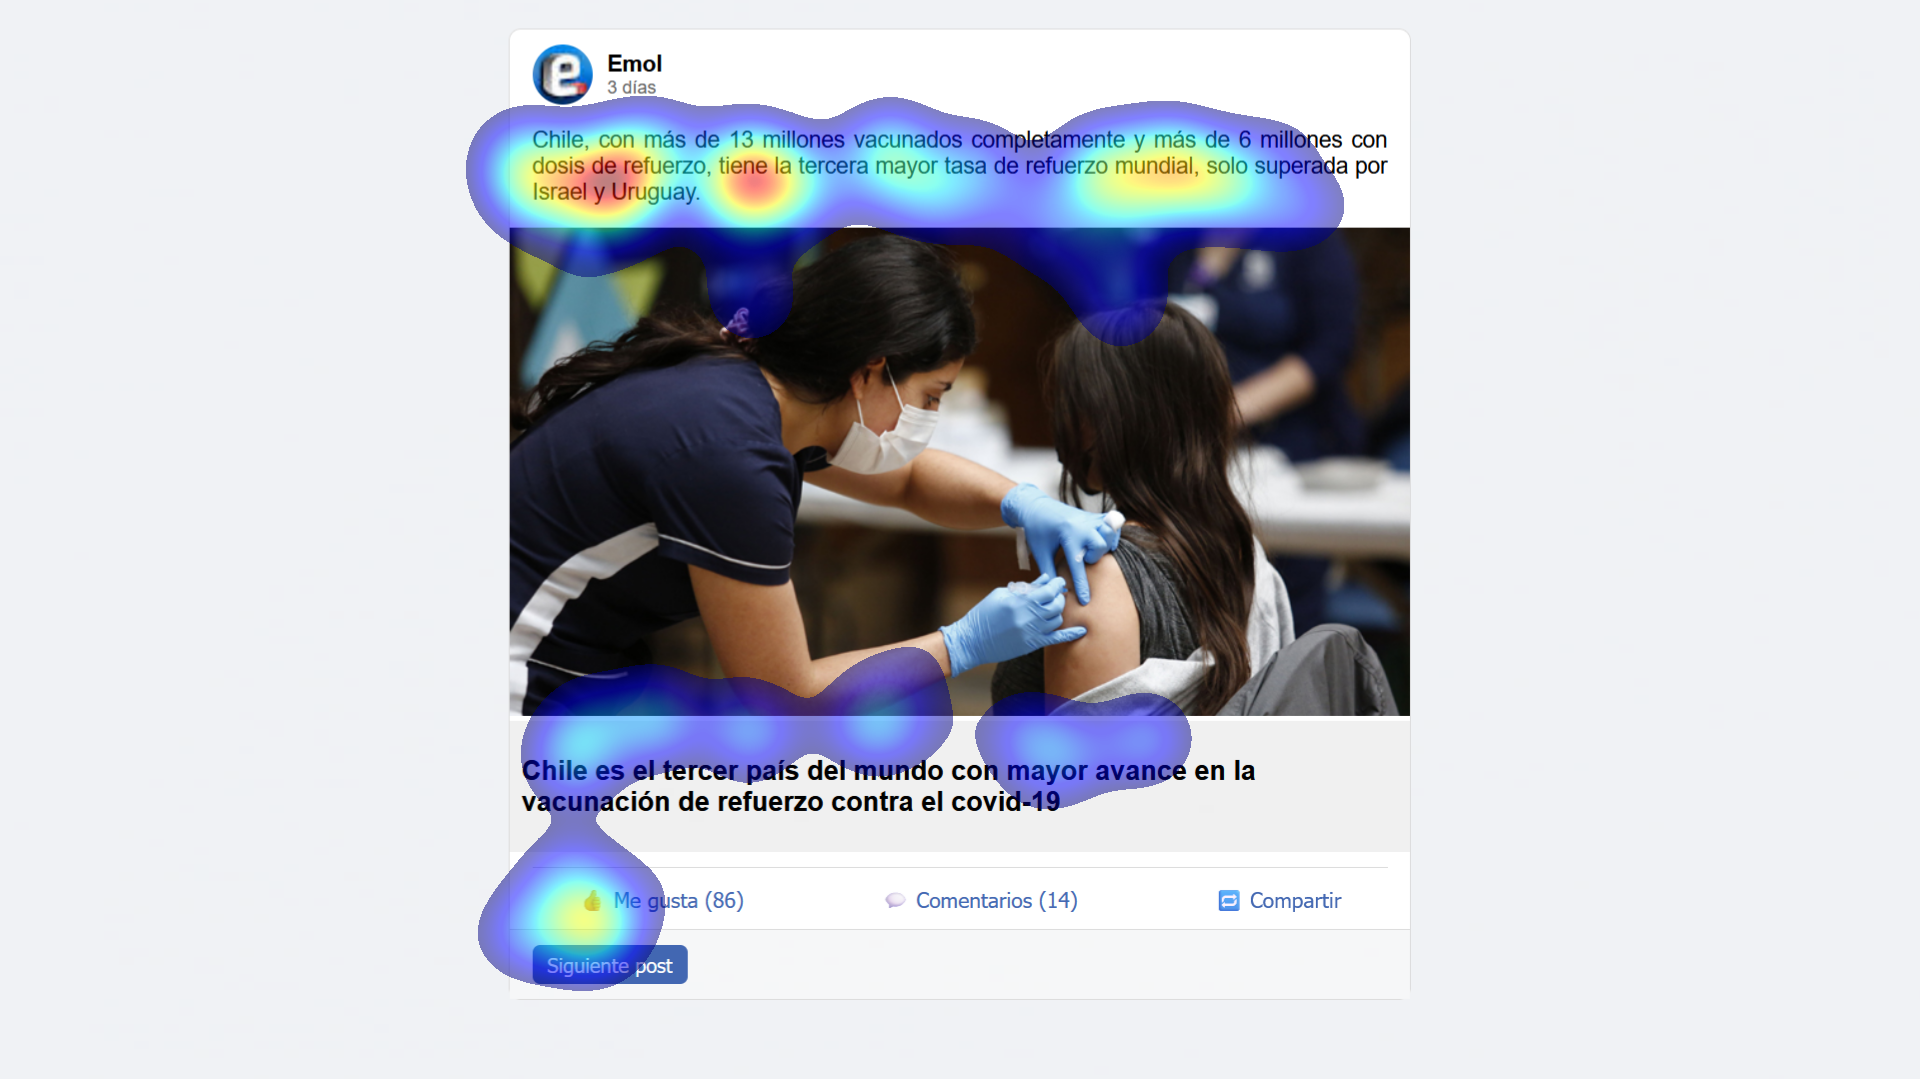 Emol
3 días
Chile, con más de 13 millones vacunados completamente y más de 6 millones con
dosis de refuerzo, tiene la tercera mayor tasa de refuerzo mundial, solo superada por
Israel y Uruguay.
Chile es el tercer país del mundo con mayor avance en la
vacunación de refuerzo contra el covid-19
Me gusta (86) Comentarios (14) Compartir
Siguiente post